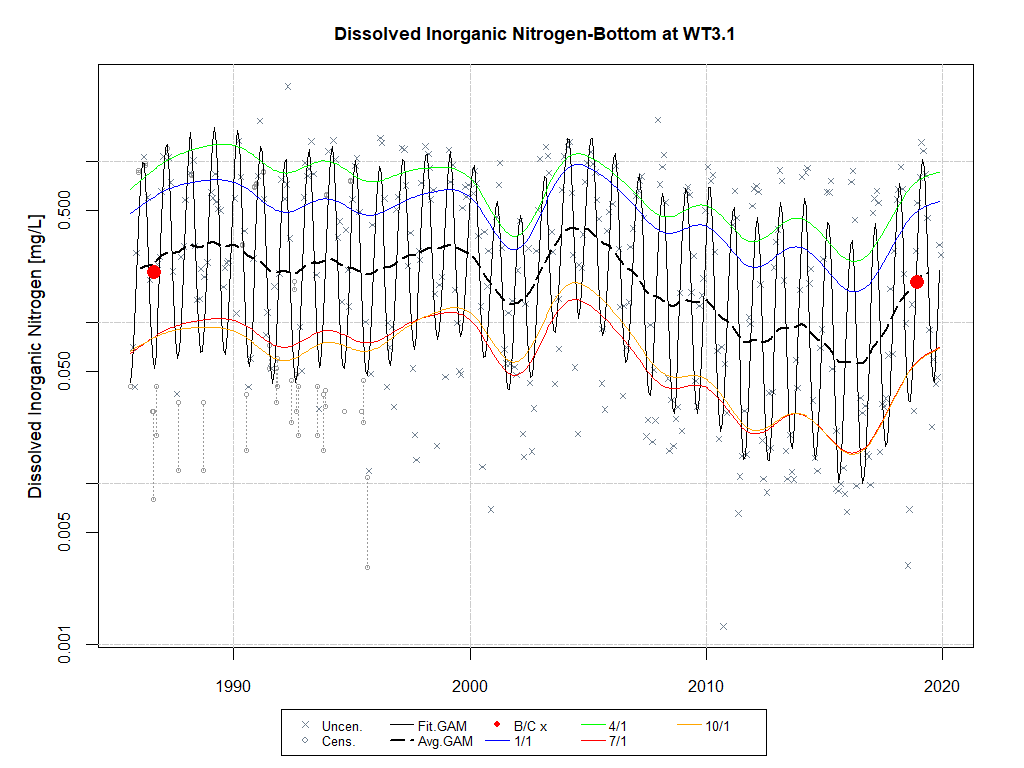 Dissolved Inorganic Nitrogen-Bottom at WT3.1
Dissolved Inorganic Nitrogen [mg/L]
0.500
0.050
0.005
0.001
1990 2000 2010 2020
Uncen. Fit.GAM B/C x 4/1 10/1
Cens. Avg.GAM 1/1 7/1